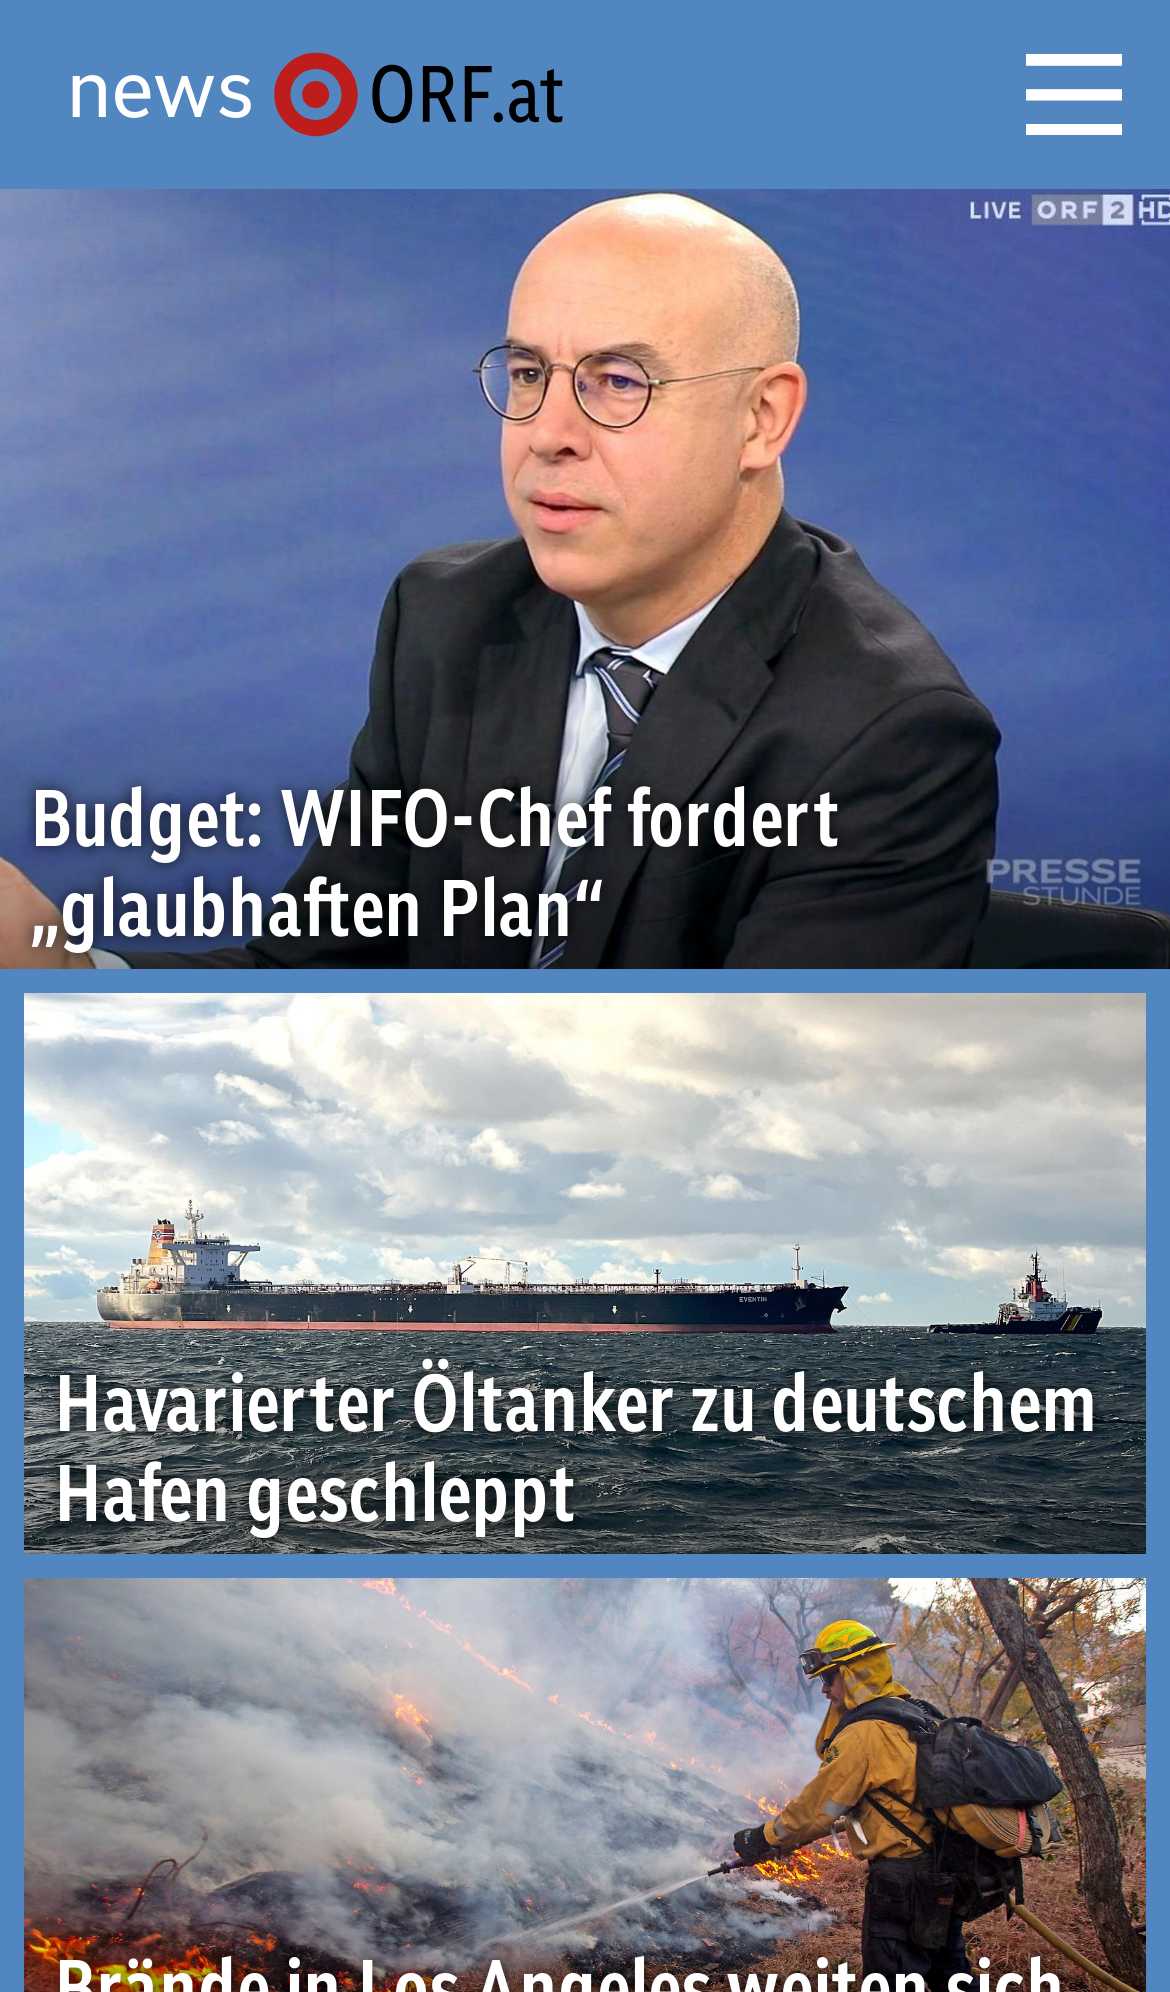 news ORF.at
LIVE ORF 2 HD
Budget: WIFO-Chef fordert
„glaubhaften Plan“
PRESSE
STUNDE
EVENTIN
Havarierter Öltanker zu deutschem
Hafen geschleppt
Brände in Los Angeles weiten sich